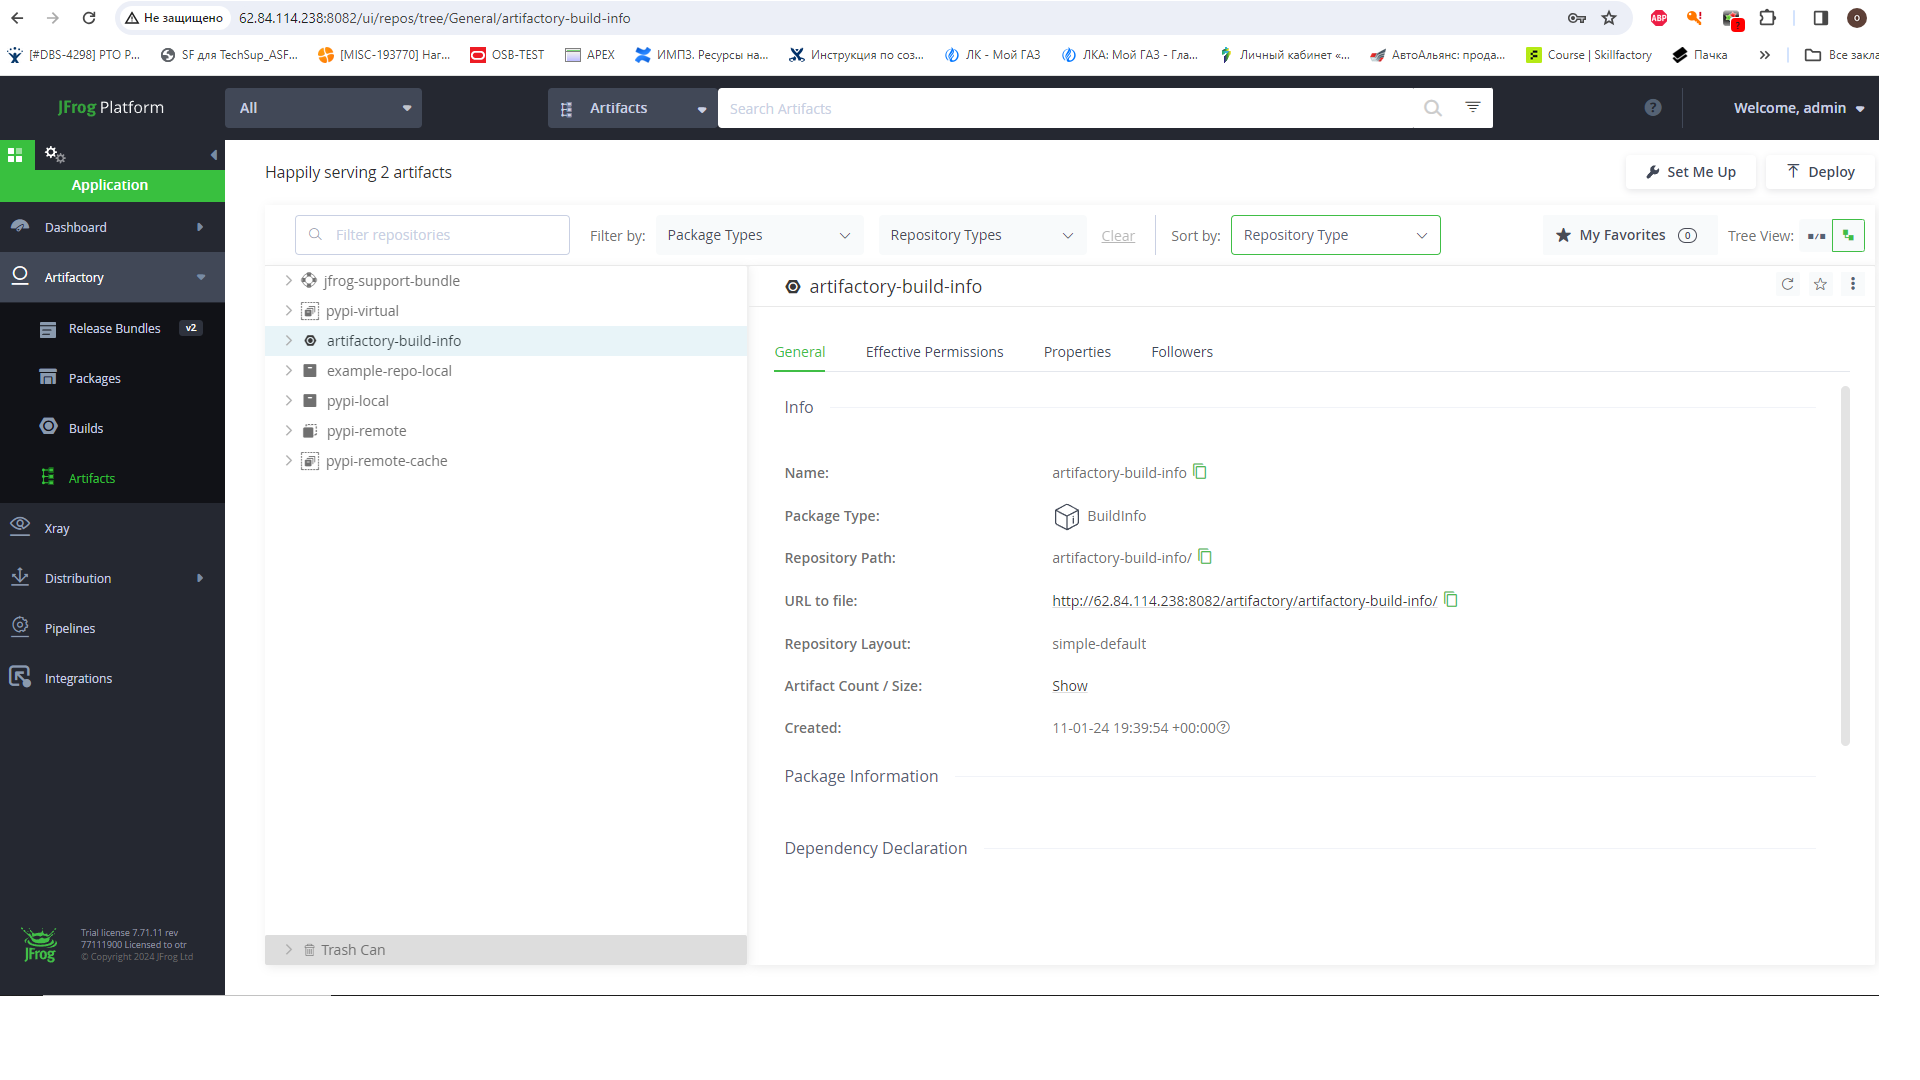 Не защищено 62.84.114.238:8082/ui/repos/tree/General/artifactory-build-info
[#DBS-4298] РТО Р... SF для TechSup_ASF... [MISC-193770] Наг... OSB-TEST APEX ИМПЗ. Ресурсы на... Инструкция по соз... ЛК - Мой ГАЗ ЛКА: Мой ГАЗ - Гла... Личный кабинет «... АвтоАльянс: прода... Course | Skillfactory Пачка » Все закла
JFrog Platform All Artifacts Search Artifacts ? Welcome, admin
Application
Happily serving 2 artifacts Set Me Up Deploy
Dashboard
Artifactory
Release Bundles v2
Packages
Builds
Artifacts
Xray
Distribution
Pipelines
Integrations
Trial license 7.71.11 rev
77111900 Licensed to otr
© Copyright 2024 JFrog Ltd
JFrog
Filter repositories Filter by: Package Types Repository Types Clear Sort by: Repository Type My Favorites 0 Tree View:
jfrog-support-bundle
pypi-virtual
artifactory-build-info
example-repo-local
pypi-local
pypi-remote
pypi-remote-cache
Trash Can
artifactory-build-info
General Effective Permissions Properties Followers
Info
Name: artifactory-build-info
Package Type: BuildInfo
Repository Path: artifactory-build-info/
URL to file: http://62.84.114.238:8082/artifactory/artifactory-build-info/
Repository Layout: simple-default
Artifact Count / Size: Show
Created: 11-01-24 19:39:54 +00:00
Package Information
Dependency Declaration